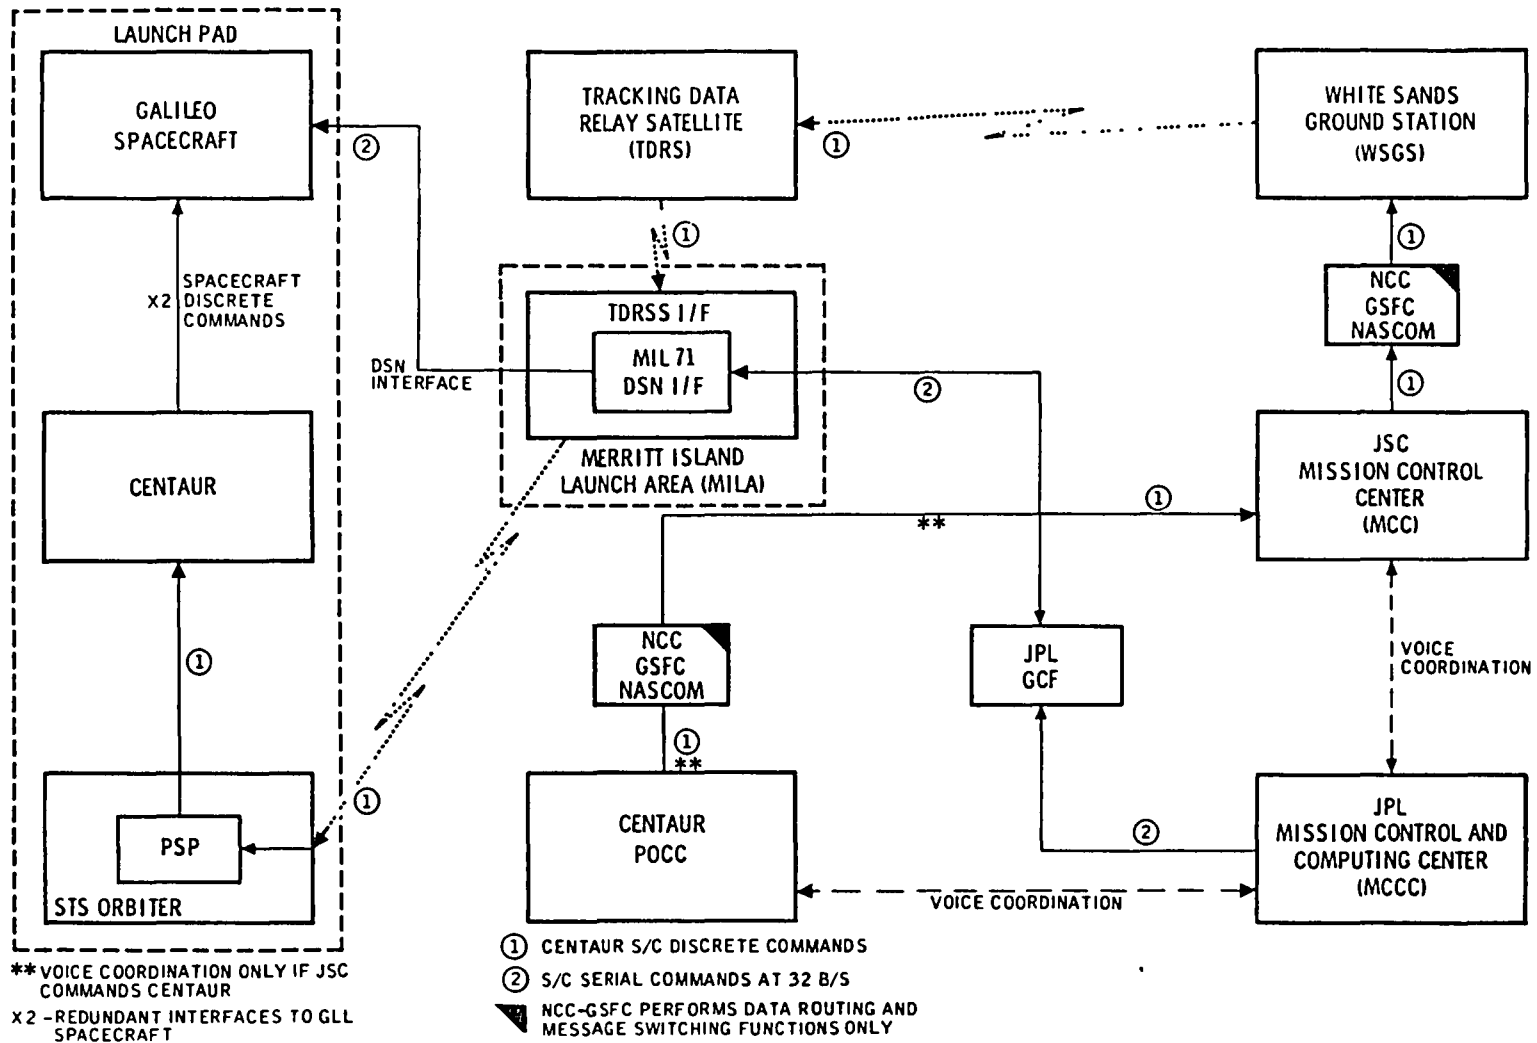 LAUNCH PAD
GALILEO
SPACECRAFT
2
X2
SPACECRAFT
DISCRETE
COMMANDS
CENTAUR
1
PSP
STS ORBITER
1
TRACKING DATA
RELAY SATELLITE
(TDRS)
1
1
WHITE SANDS
GROUND STATION
(WSGS)
1
NCC
GSFC
NASCOM
1
TDRSS I/F
MIL 71
DSN I/F
DSN
INTERFACE
2
MERRITT ISLAND
LAUNCH AREA (MILA)
JSC
MISSION CONTROL
CENTER
(MCC)
1
**
NCC
GSFC
NASCOM
1
**
JPL
GCF
VOICE
COORDINATION
CENTAUR
POCC
2
JPL
MISSION CONTROL AND
COMPUTING CENTER
(MCCC)
VOICE COORDINATION
** VOICE COORDINATION ONLY IF JSC
COMMANDS CENTAUR
X2 - REDUNDANT INTERFACES TO GLL
SPACECRAFT
1 CENTAUR S/C DISCRETE COMMANDS
2 S/C SERIAL COMMANDS AT 32 B/S
NCC-GSFC PERFORMS DATA ROUTING AND
MESSAGE SWITCHING FUNCTIONS ONLY